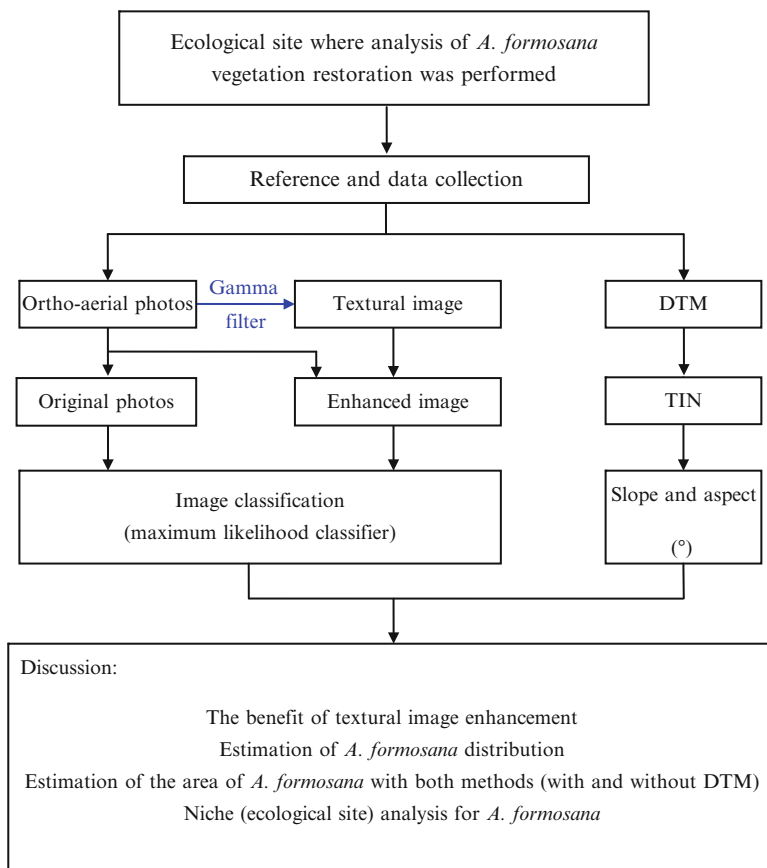 Ecological site where analysis of A. formosana
vegetation restoration was performed
Reference and data collection
Ortho-aerial photos
Gamma
filter
Textural image
DTM
Original photos
Enhanced image
TIN
Image classification
(maximum likelihood classifier)
Slope and aspect
(°)
Discussion:
The benefit of textural image enhancement
Estimation of A. formosana distribution
Estimation of the area of A. formosana with both methods (with and without DTM)
Niche (ecological site) analysis for A. formosana